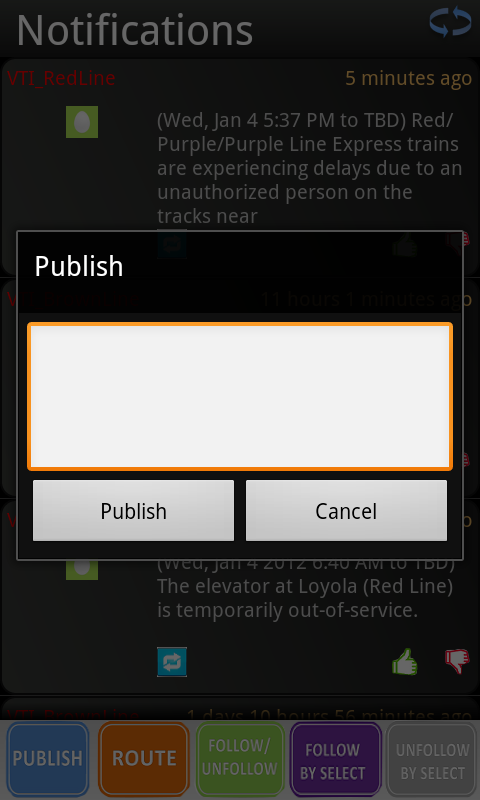 Notifications
VTI_RedLine 5 minutes ago
(Wed, Jan 4 5:37 PM to TBD) Red/
Purple/Purple Line Express trains
are experiencing delays due to an
unauthorized person on the
tracks near
11 hours 1 minutes ago
Publish
Publish Cancel
(Wed, Jan 4 2012 6:40 AM to TBD)
The elevator at Loyola (Red Line)
is temporarily out-of-service.
1 days 10 hours 56 minutes ago
PUBLISH
ROUTE
FOLLOW/
UNFOLLOW
FOLLOW
BY SELECT
UNFOLLOW
BY SELECT